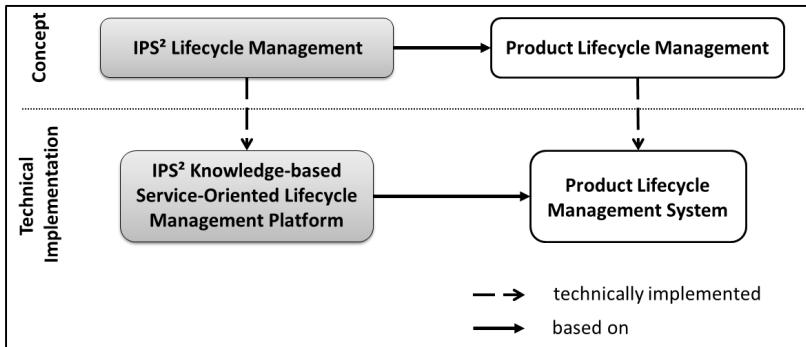 Concept
IPS² Lifecycle Management
Product Lifecycle Management
Technical
Implementation
IPS² Knowledge-based
Service-Oriented Lifecycle
Management Platform
Product Lifecycle
Management System
technically implemented
based on